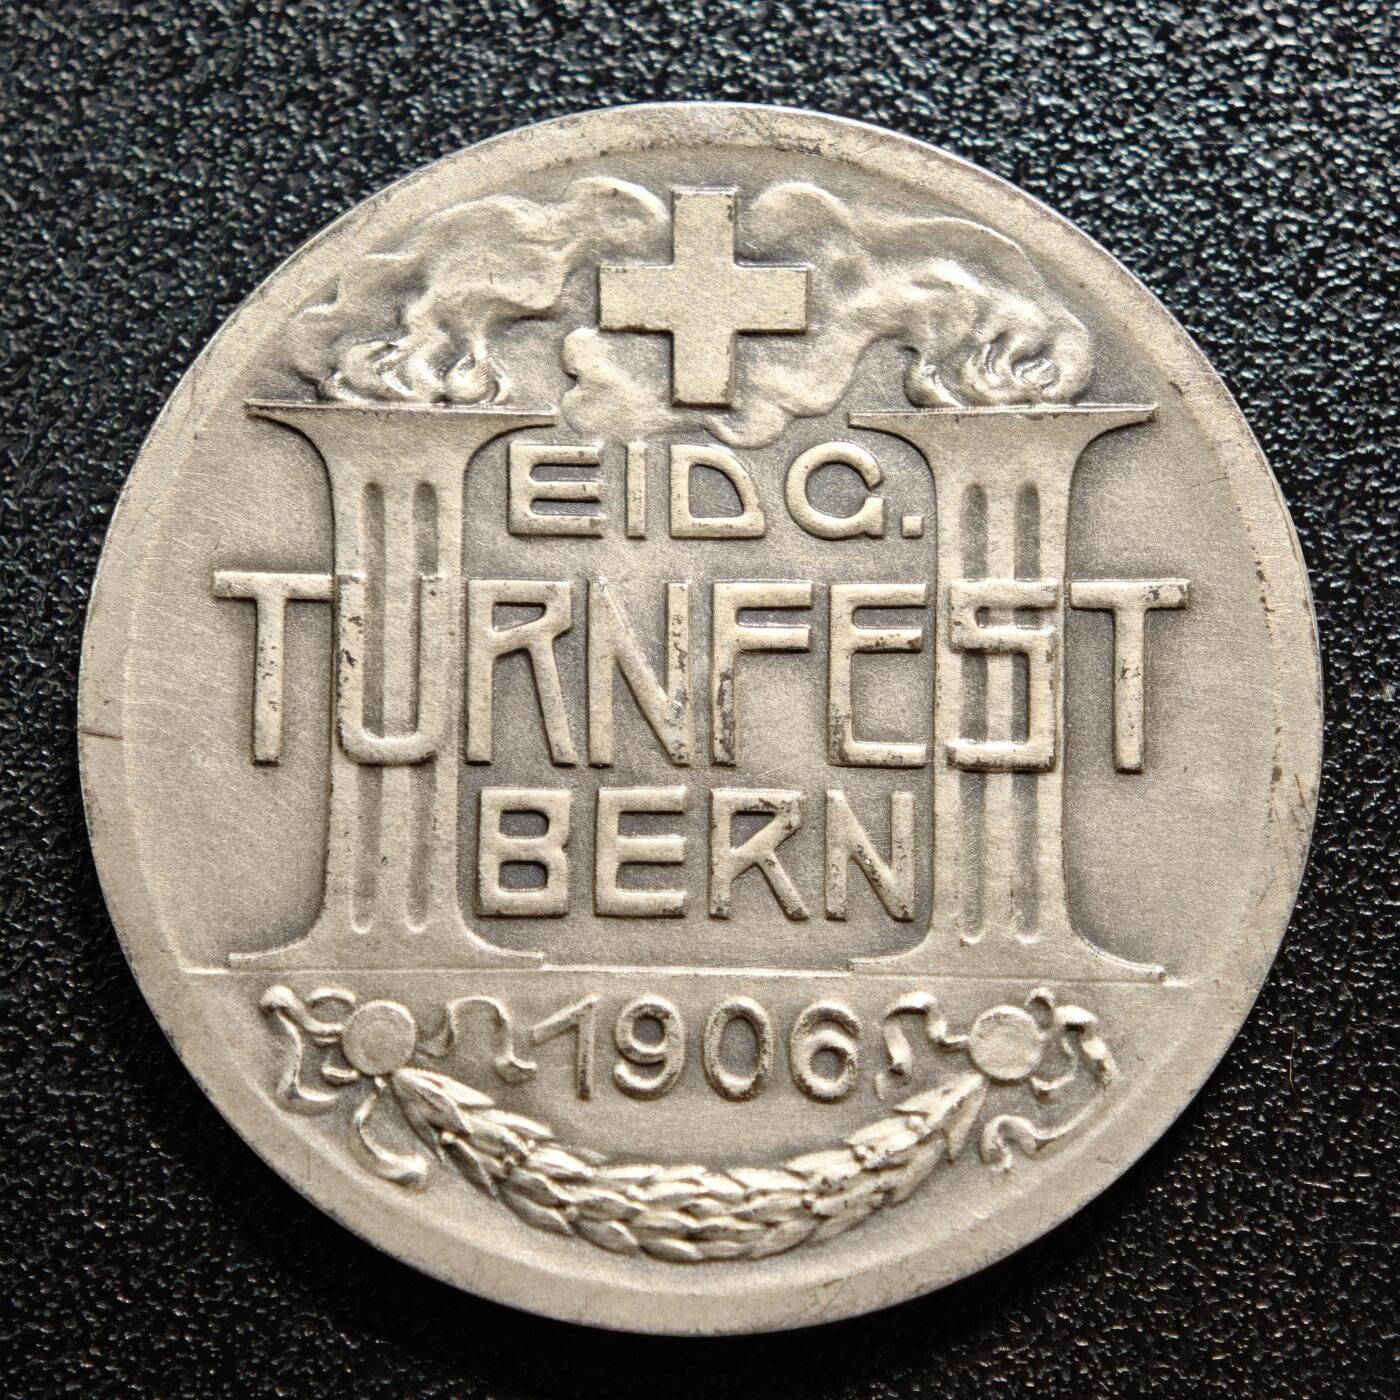 EIDG.
TURNFEST
BERN
1906